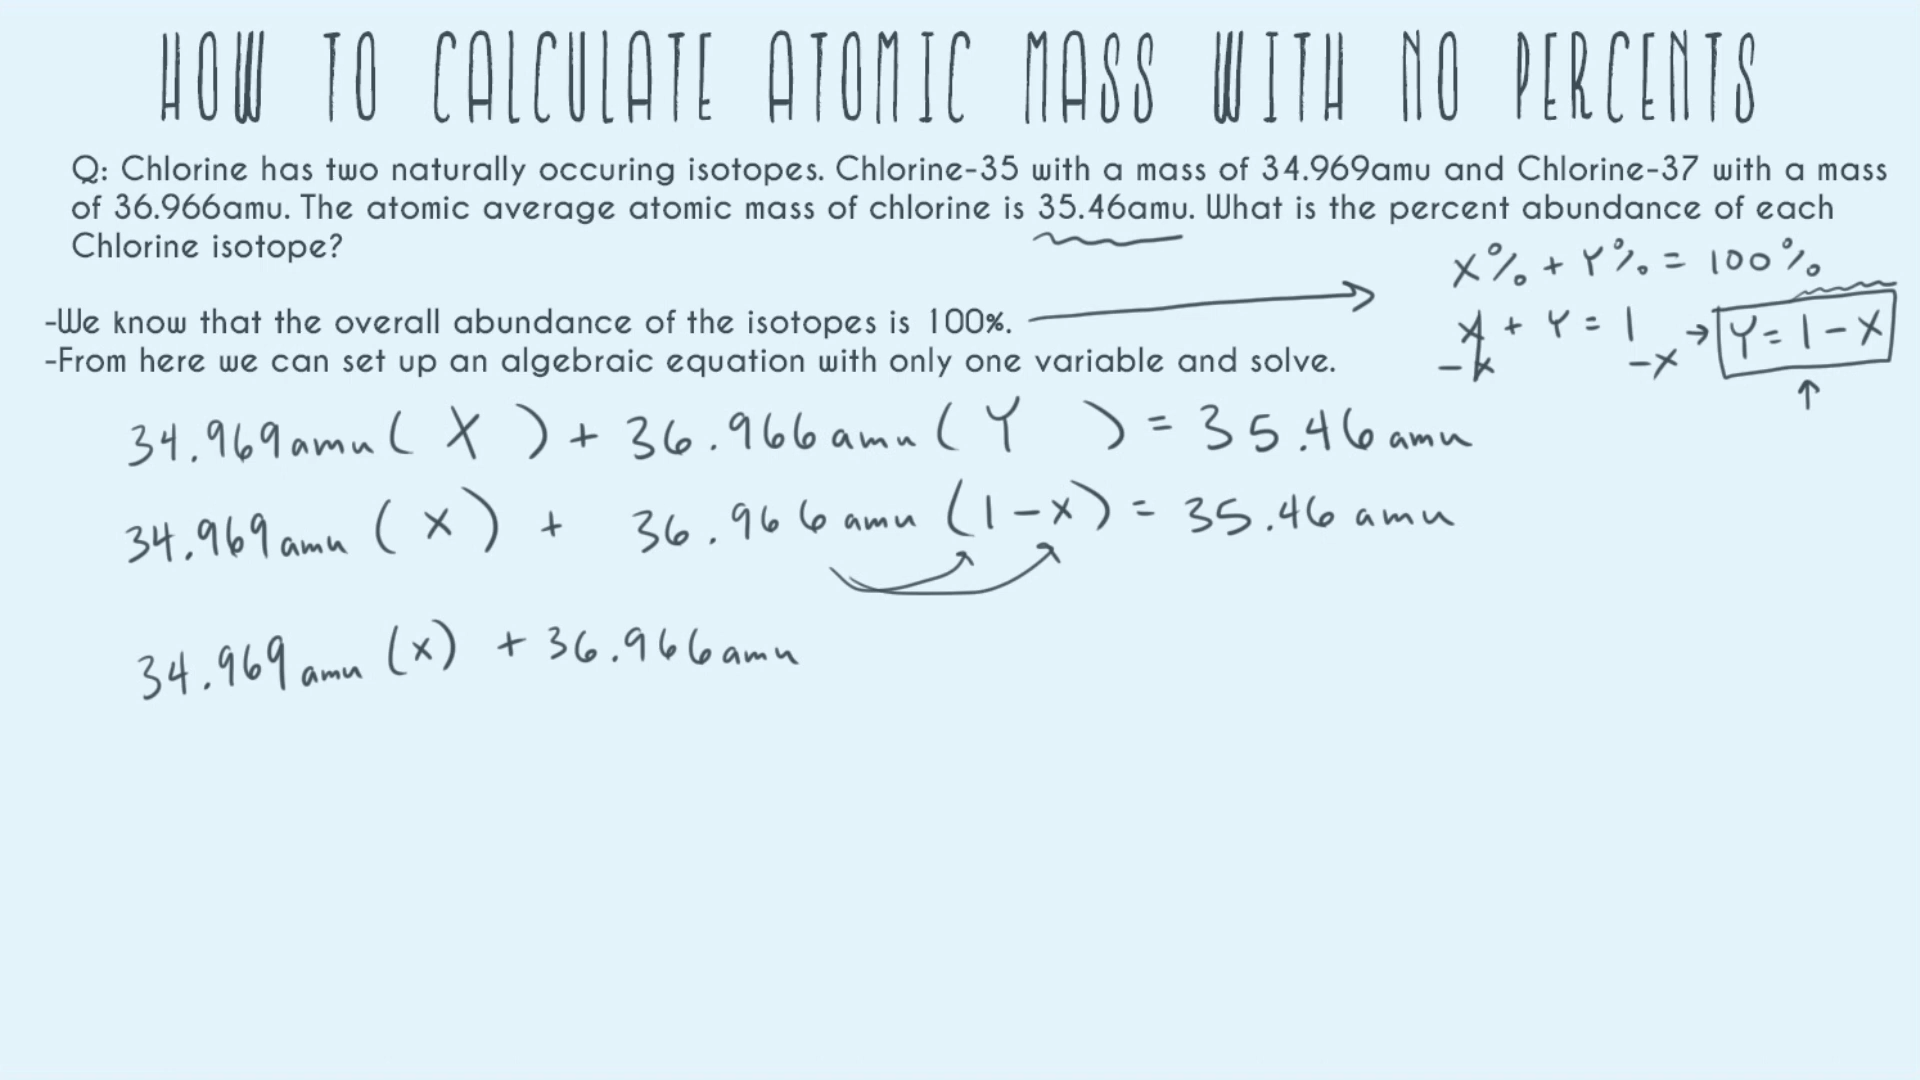 HOW TO CALCULATE ATOMIC MASS WITH NO PERCENTS
Q: Chlorine has two naturally occuring isotopes. Chlorine-35 with a mass of 34.969amu and Chlorine-37 with a mass
of 36.966amu. The atomic average atomic mass of chlorine is 35.46amu. What is the percent abundance of each
Chlorine isotope?
X% + Y% = 100%
-We know that the overall abundance of the isotopes is 100%.
X + Y = 1 → Y = 1 - X
-X -X
-From here we can set up an algebraic equation with only one variable and solve.
34.969amu ( X ) + 36.966amu ( Y ) = 35.46amu
34.969amu ( x ) + 36.966amu (1-x) = 35.46 amu
34.969amu (x) + 36.966amu